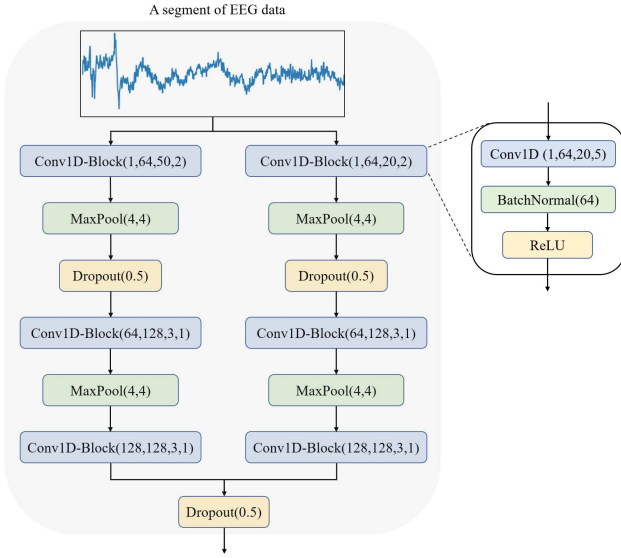 A segment of EEG data
Conv1D-Block(1,64,50,2)
MaxPool(4,4)
Dropout(0.5)
Conv1D-Block(64,128,3,1)
MaxPool(4,4)
Conv1D-Block(128,128,3,1)
Conv1D-Block(1,64,20,2)
MaxPool(4,4)
Dropout(0.5)
Conv1D-Block(64,128,3,1)
MaxPool(4,4)
Conv1D-Block(128,128,3,1)
Dropout(0.5)
Conv1D (1,64,20,5)
BatchNormal(64)
ReLU